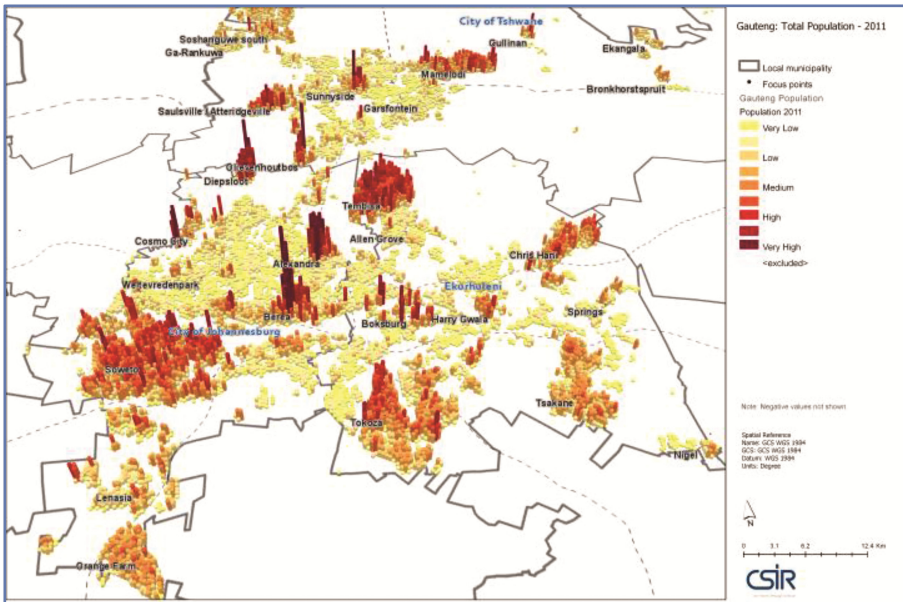 City of Tshwane
Soshanguwe south
Ga-Rankuwa
Gullinan
Ekangala
Mamelodi
Bronkhorstspruit
Sunnyside
Garsfontein
Saulsville /Atteridgeville
Olievenhoutbos
Diepsloot
Tembisa
Cosmo City
Allen Grove
Alexandra
Chris Hani
Weltevredenpark
Ekurhuleni
Berea
Boksburg
Harry Gwala
Springs
City of Johannesburg
Soweto
Tokoza
Tsakane
Nigel
Lenasia
Orange Farm
Gauteng: Total Population - 2011
Local municipality
Focus points
Gauteng Population
Population 2011
Very Low
Low
Medium
High
Very High
<excluded>
Note: Negative values not shown
Spatial Reference
Name: GCS WGS 1984
GCS: GCS WGS 1984
Datum: WGS 1984
Units: Degree
N
0 3.1 6.2 12.4 Km
CSIR